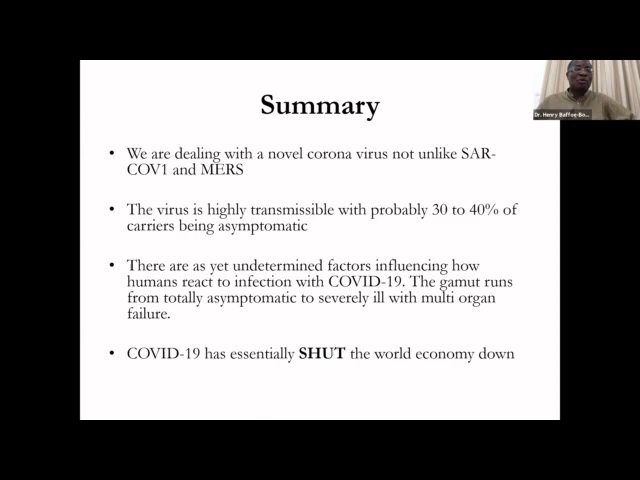 Summary
• We are dealing with a novel corona virus not unlike SAR-
COV1 and MERS
• The virus is highly transmissible with probably 30 to 40% of
carriers being asymptomatic
• There are as yet undetermined factors influencing how
humans react to infection with COVID-19. The gamut runs
from totally asymptomatic to severely ill with multi organ
failure.
• COVID-19 has essentially SHUT the world economy down
Dr. Henry Baffoe-Bo...